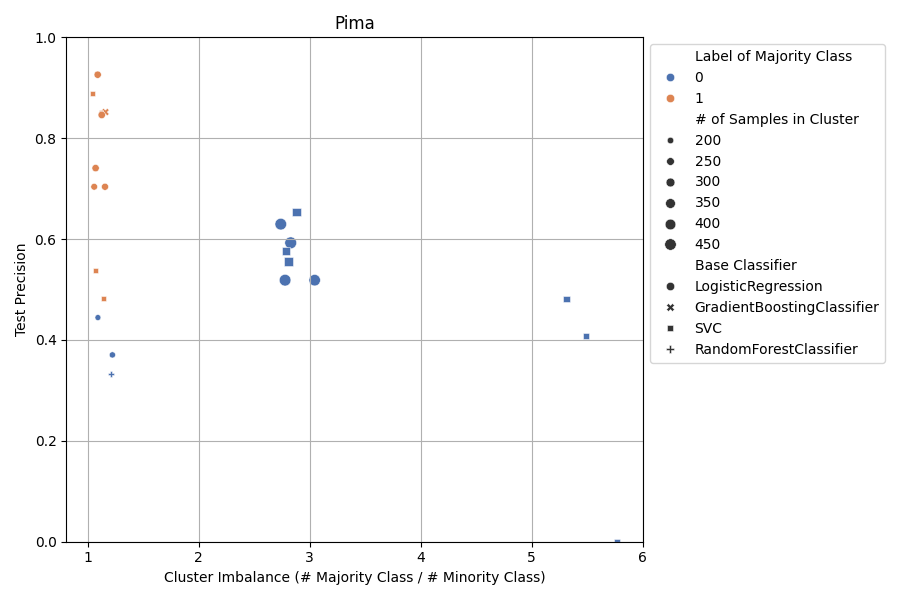 Pima
1.0
0.8
0.6
0.4
0.2
0.0
Test Precision
1
2
3
4
5
6
Cluster Imbalance (# Majority Class / # Minority Class)
Label of Majority Class
0
1
# of Samples in Cluster
200
250
300
350
400
450
Base Classifier
LogisticRegression
GradientBoostingClassifier
SVC
RandomForestClassifier